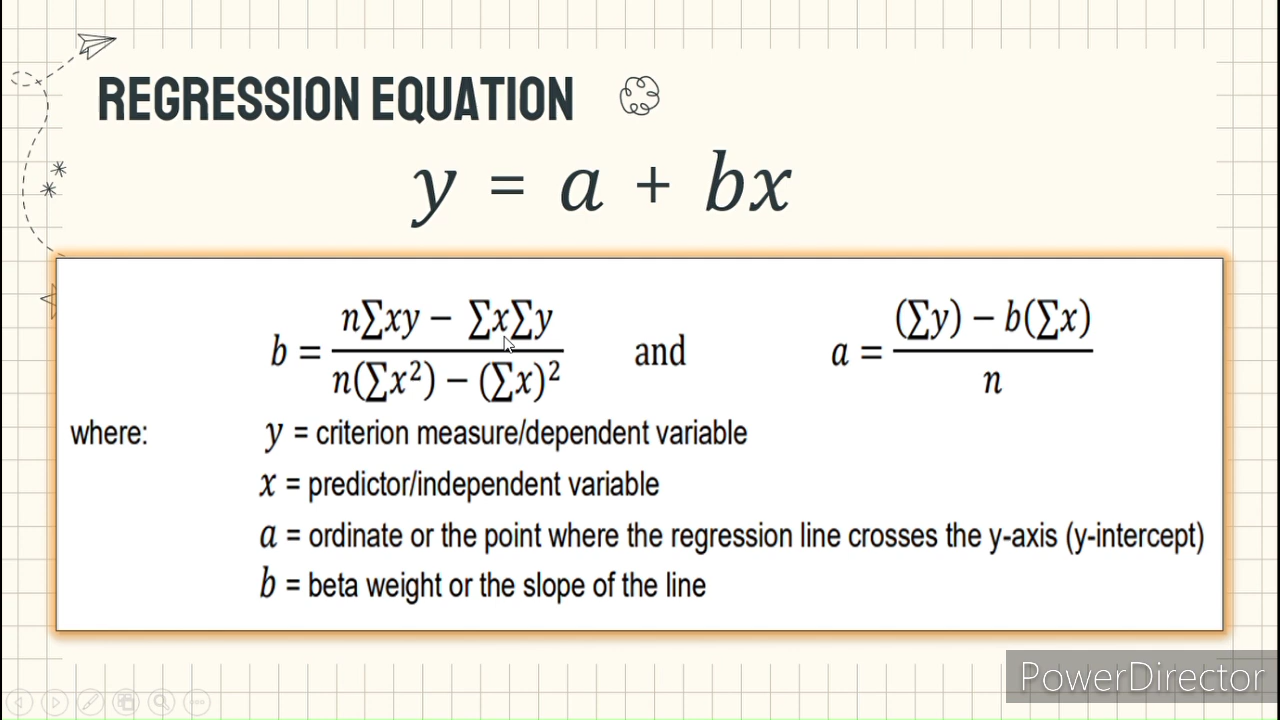 REGRESSION EQUATION
y = a + bx
b = (n∑xy − ∑x∑y) / (n(∑x²) − (∑x)²) and a = ((∑y) − b(∑x)) / n
where: y = criterion measure/dependent variable
x = predictor/independent variable
a = ordinate or the point where the regression line crosses the y-axis (y-intercept)
b = beta weight or the slope of the line
PowerDirector